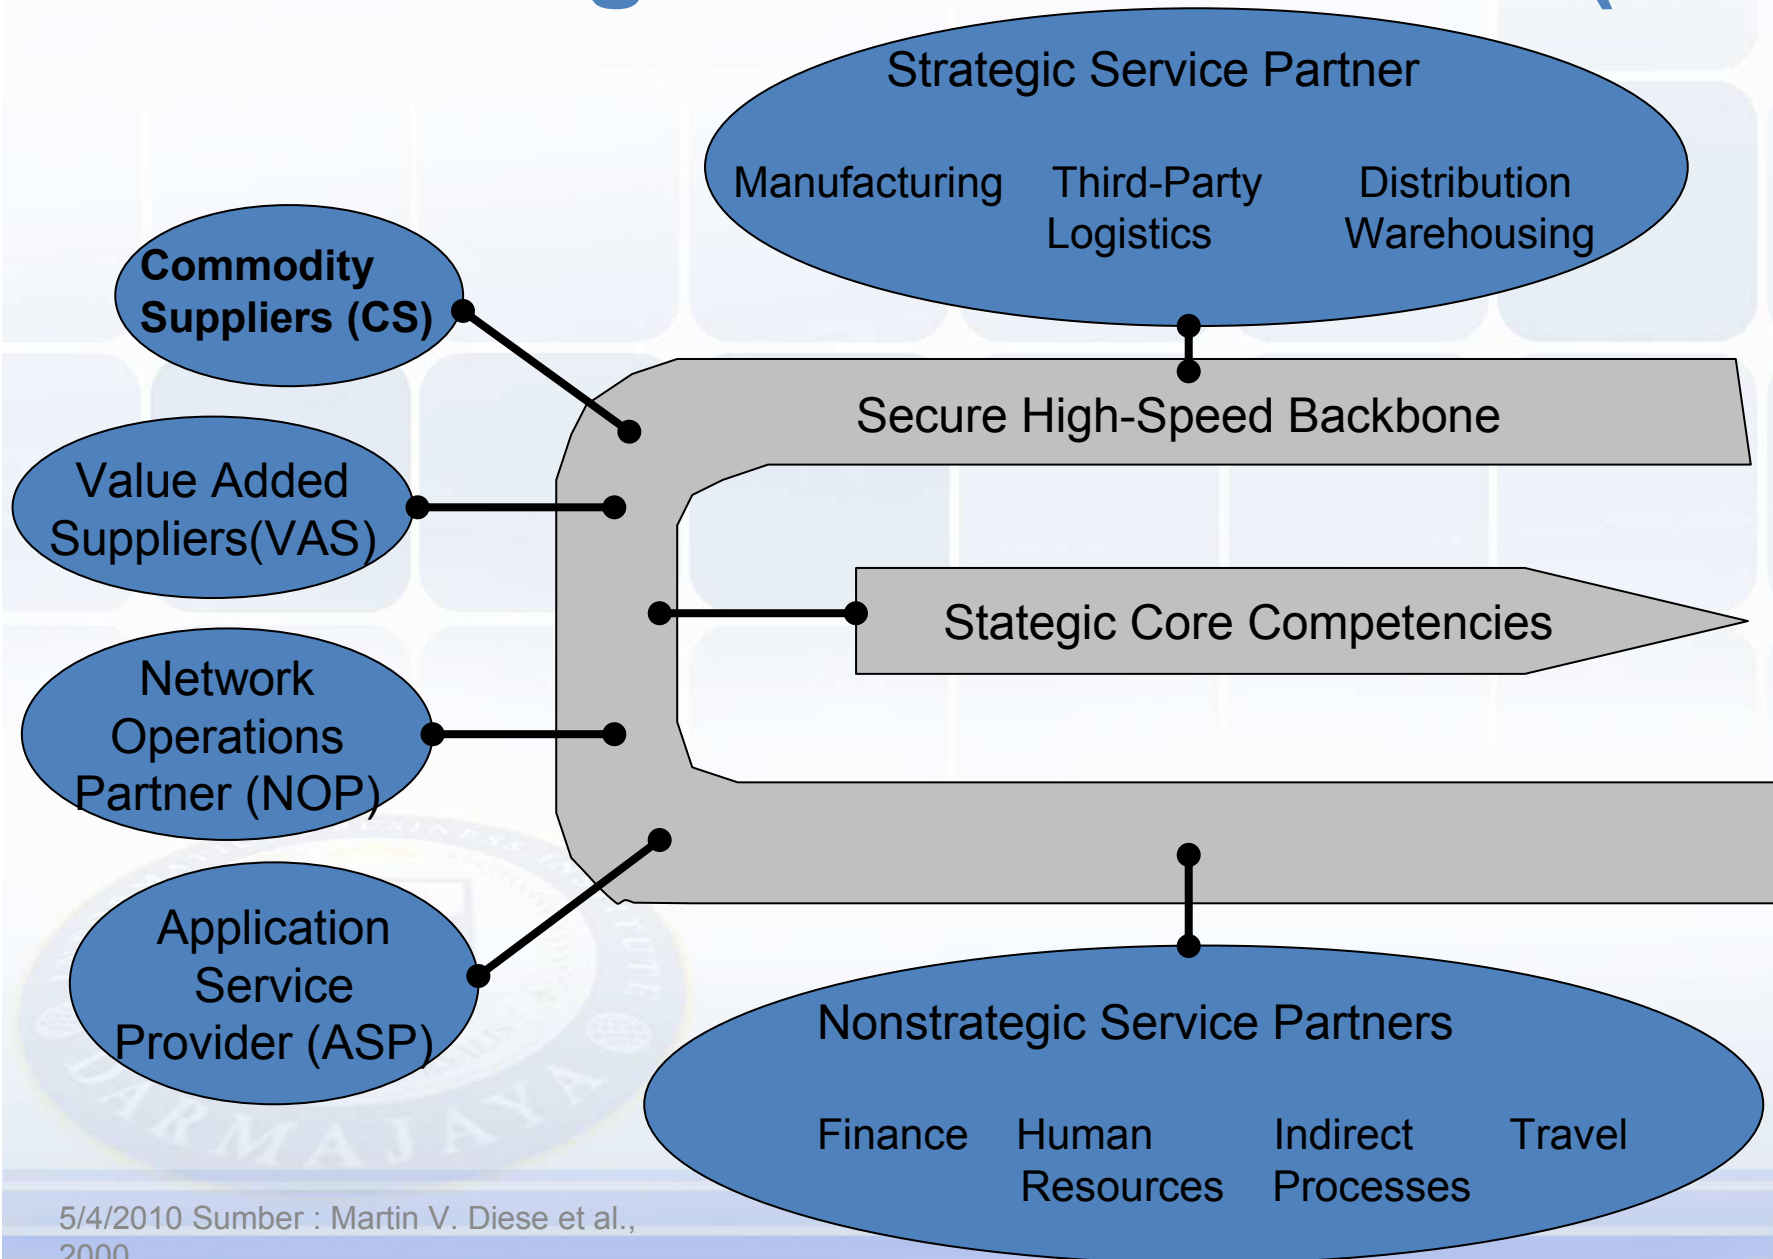 Strategic Service Partner
Manufacturing Third-Party Distribution
Logistics Warehousing
Commodity
Suppliers (CS)
Secure High-Speed Backbone
Value Added
Suppliers(VAS)
Stategic Core Competencies
Network
Operations
Partner (NOP)
Application
Service
Provider (ASP)
Nonstrategic Service Partners
Finance Human Indirect Travel
Resources Processes
DARMAJAYA
5/4/2010 Sumber : Martin V. Diese et al.,
2000